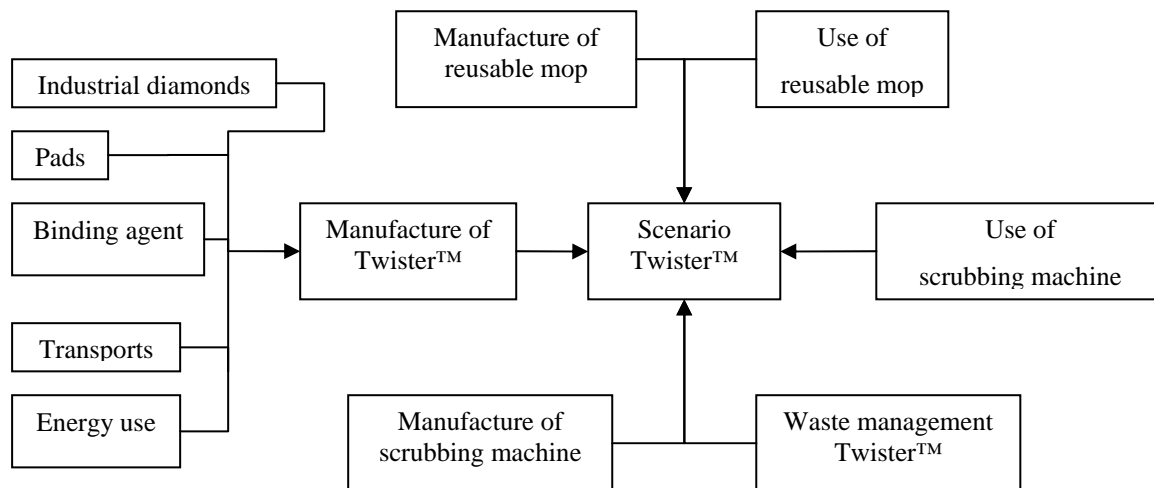 Manufacture of
reusable mop
Use of
reusable mop
Industrial diamonds
Pads
Binding agent
Manufacture of
Twister™
Scenario
Twister™
Use of
scrubbing machine
Transports
Energy use
Manufacture of
scrubbing machine
Waste management
Twister™